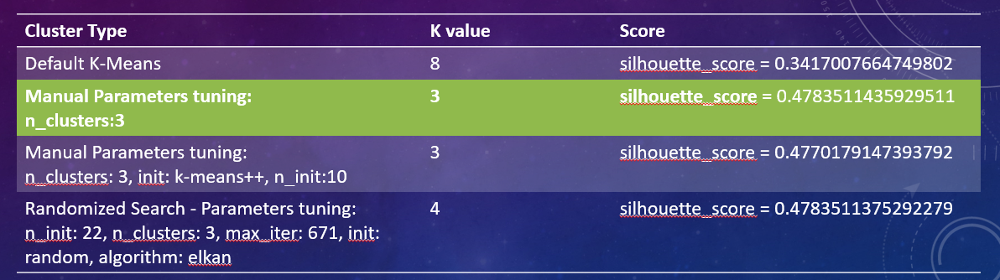 Cluster Type K value Score
Default K-Means 8 silhouette_score = 0.3417007664749802
Manual Parameters tuning: 3 silhouette_score = 0.4783511435929511
n_clusters:3
Manual Parameters tuning: 3 silhouette_score = 0.4770179147393792
n_clusters: 3, init: k-means++, n_init:10
Randomized Search - Parameters tuning: 4 silhouette_score = 0.4783511375292279
n_init: 22, n_clusters: 3, max_iter: 671, init:
random, algorithm: elkan
150
140